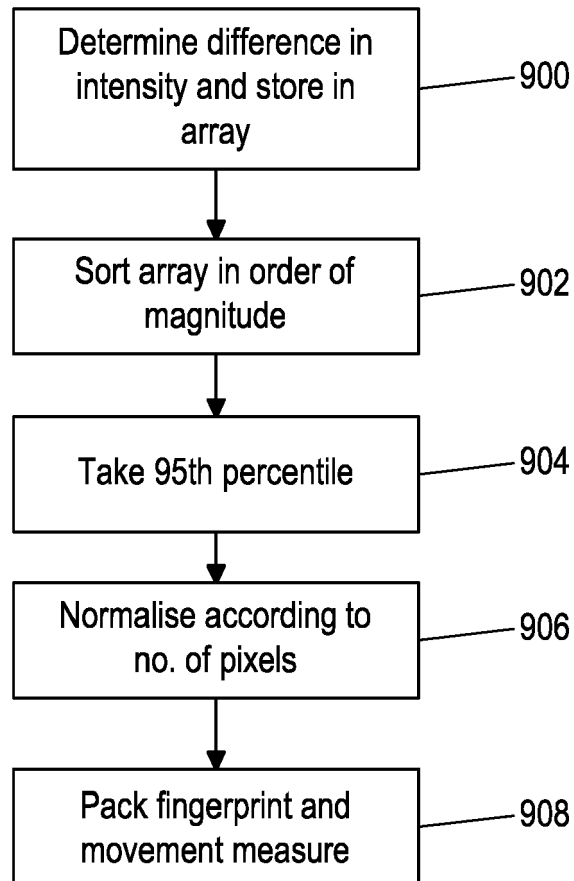 Determine difference in
intensity and store in
array
900
Sort array in order of
magnitude
902
Take 95th percentile
904
Normalise according to
no. of pixels
906
Pack fingerprint and
movement measure
908